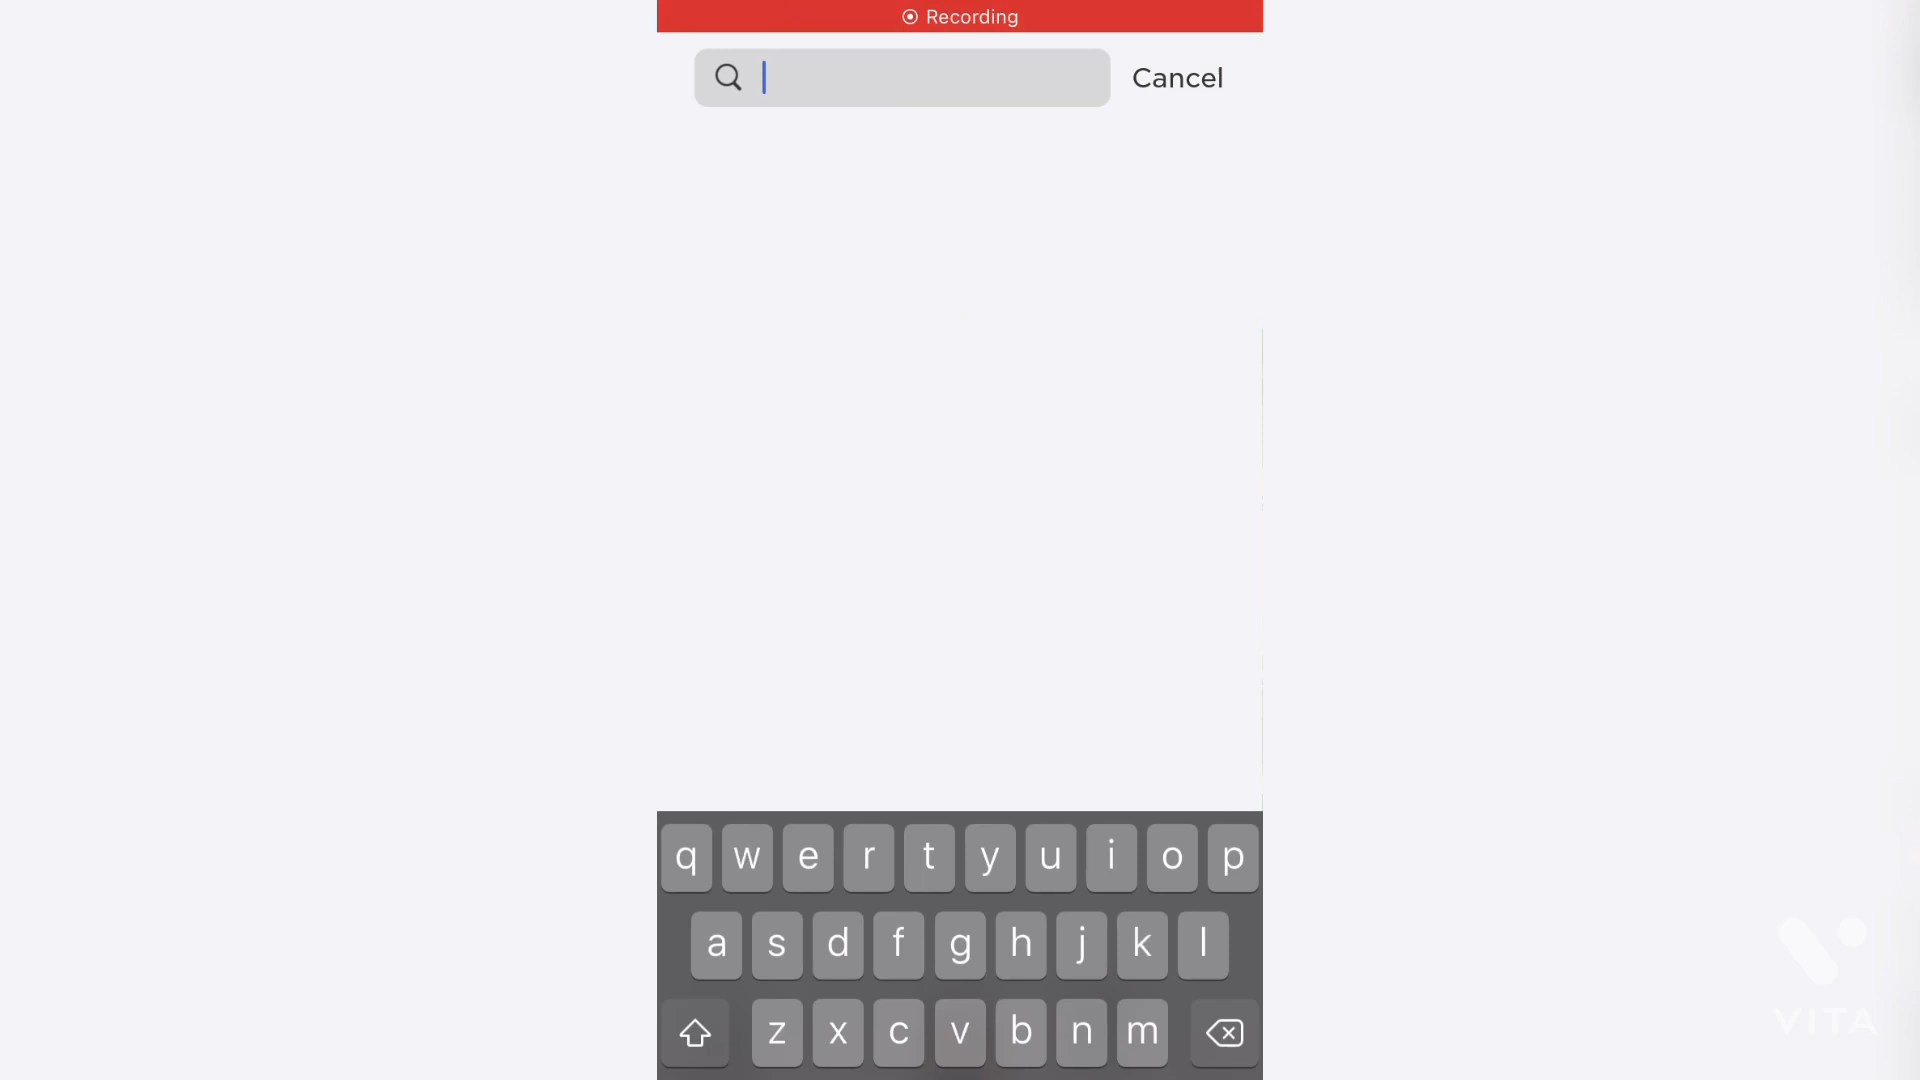 Recording
Cancel
q w e r t y u i o p
a s d f g h j k l
z x c v b n m
VITA